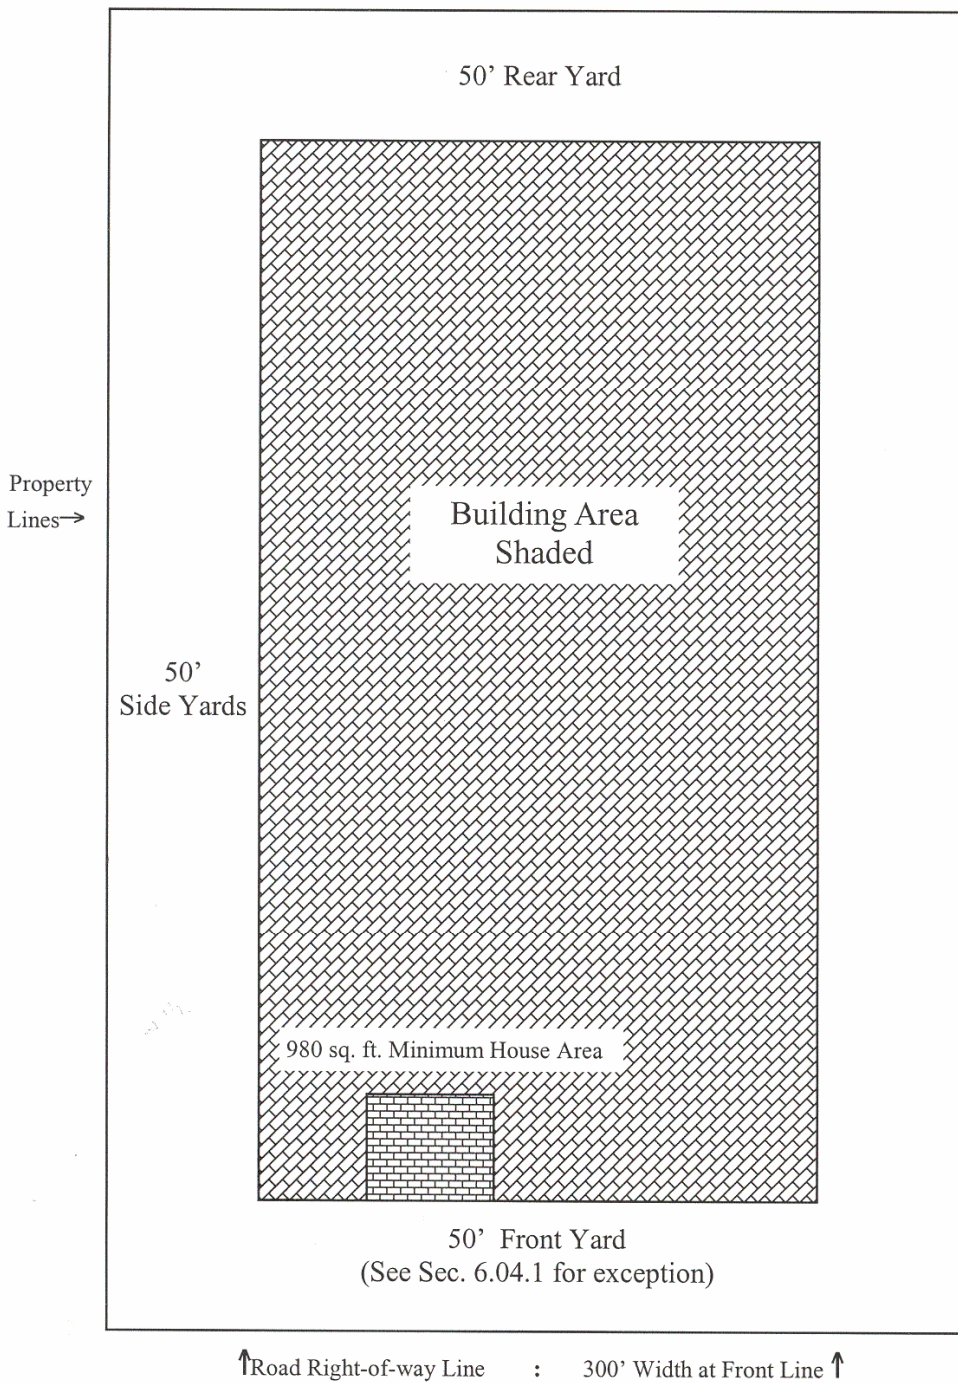 50’ Rear Yard
Property
Lines→
Building Area
Shaded
50’
Side Yards
980 sq. ft. Minimum House Area
50’ Front Yard
(See Sec. 6.04.1 for exception)
↑Road Right-of-way Line : 300’ Width at Front Line ↑